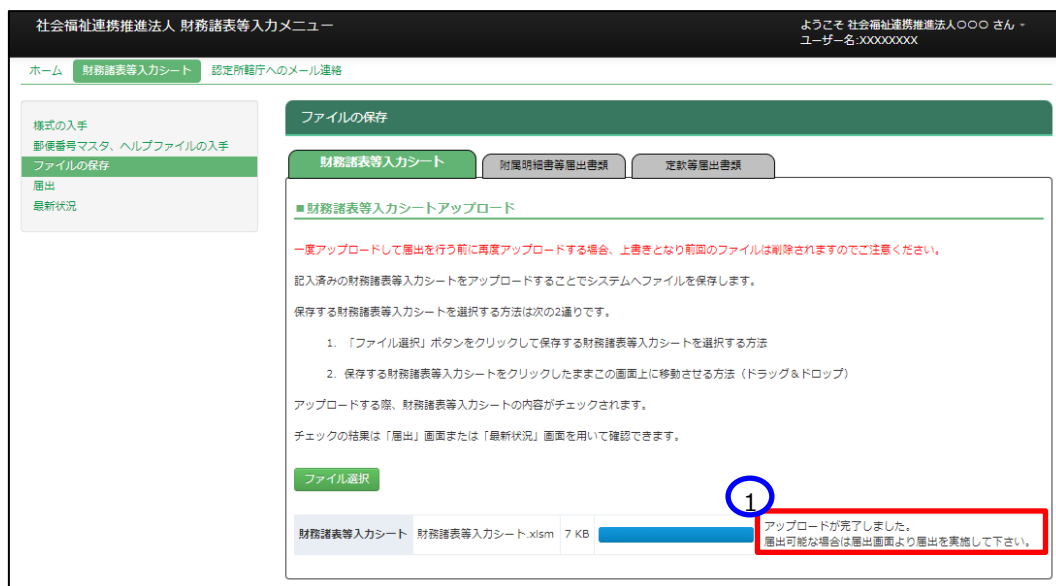 社会福祉連携推進法人 財務諸表等入力メニュー
ようこそ 社会福祉連携推進法人〇〇〇 さん
ユーザー名:XXXXXXXX
ホーム 財務諸表等入力シート 認定所轄庁へのメール連絡
様式の入手
郵便番号マスタ、ヘルプファイルの入手
ファイルの保存
届出
最新状況
ファイルの保存
財務諸表等入力シート 附属明細書等届出書類 定款等届出書類
■財務諸表等入力シートアップロード
一度アップロードして届出を行う前に再度アップロードする場合、上書きとなり前回のファイルは削除されますのでご注意ください。
記入済みの財務諸表等入力シートをアップロードすることでシステムへファイルを保存します。
保存する財務諸表等入力シートを選択する方法は次の2通りです。
1. 「ファイル選択」ボタンをクリックして保存する財務諸表等入力シートを選択する方法
2. 保存する財務諸表等入力シートをクリックしたままこの画面上に移動させる方法（ドラッグ＆ドロップ）
アップロードする際、財務諸表等入力シートの内容がチェックされます。
チェックの結果は「届出」画面または「最新状況」画面を用いて確認できます。
ファイル選択
1
財務諸表等入力シート 財務諸表等入力シート.xlsm 7 KB
アップロードが完了しました。
届出可能な場合は届出画面より届出を実施して下さい。